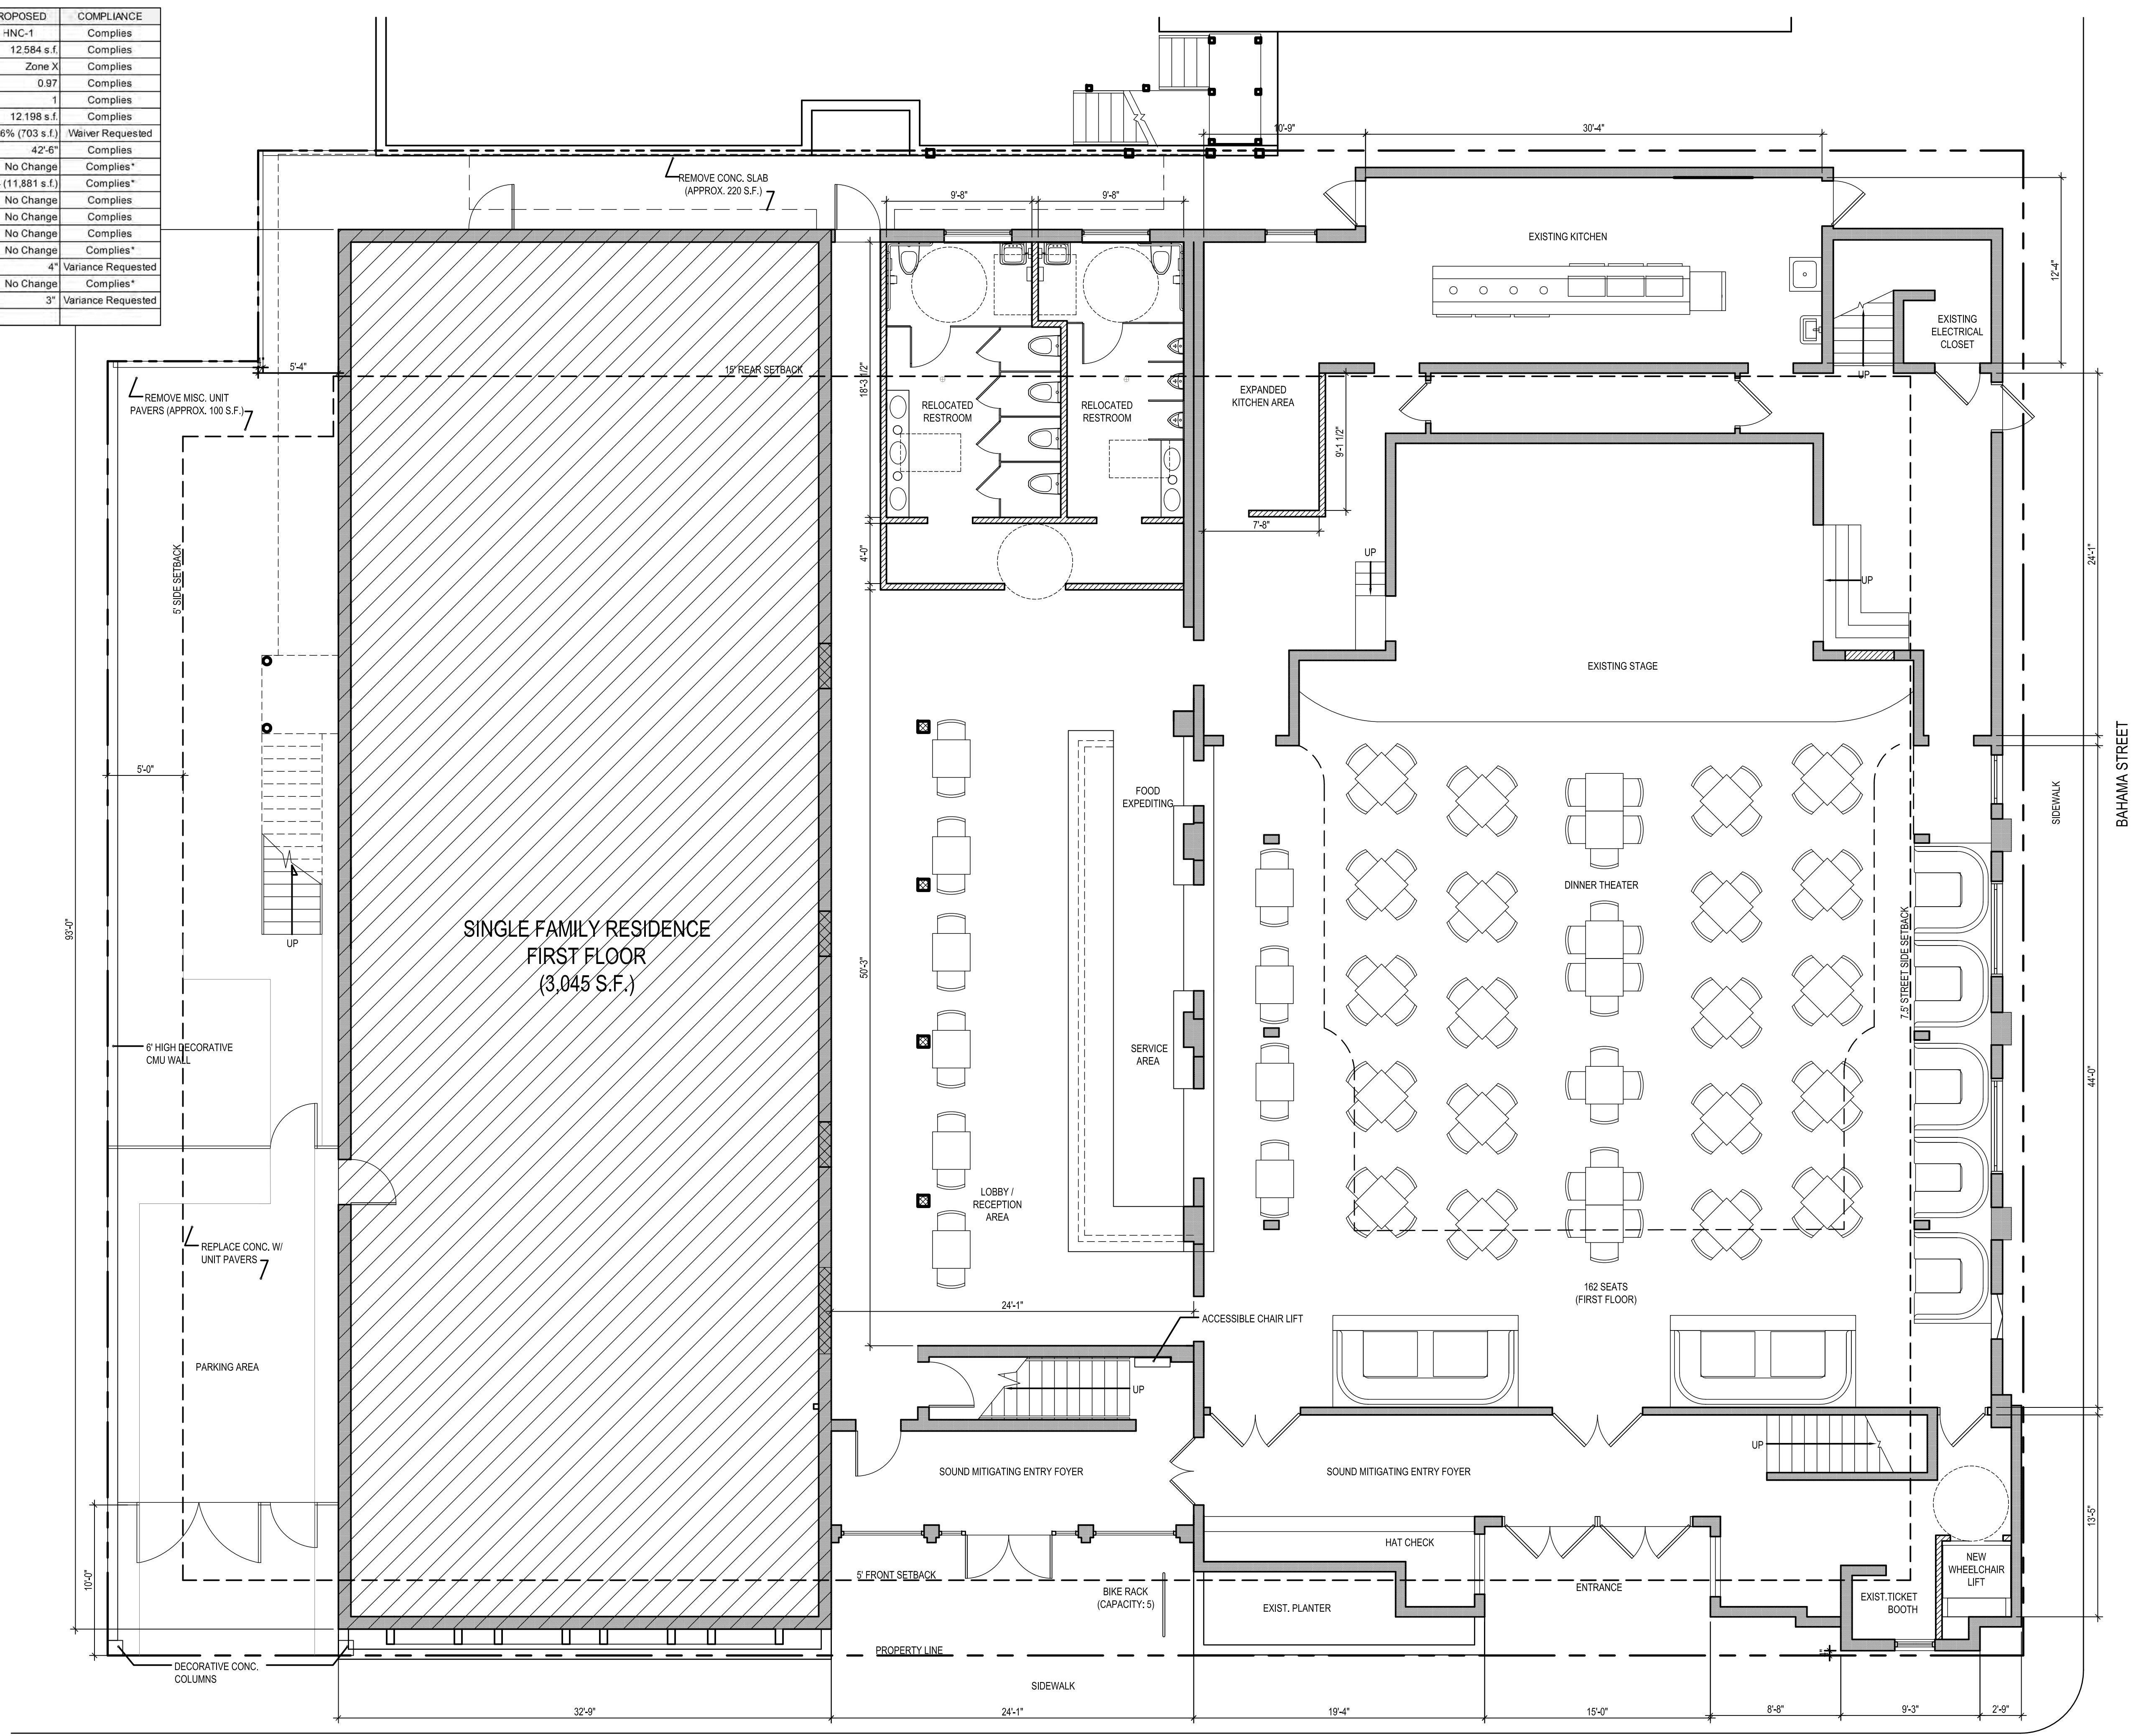 ROPOSED COMPLIANCE
HNC-1 Complies
12.584 s.f. Complies
Zone X Complies
0.97 Complies
1 Complies
12.198 s.f. Complies
6% (703 s.f.) Waiver Requested
42'-6" Complies
No Change Complies*
(11,881 s.f.) Complies*
No Change Complies
No Change Complies
No Change Complies
No Change Complies*
4" Variance Requested
No Change Complies*
3" Variance Requested
10'-9"
30'-4"
REMOVE CONC. SLAB
(APPROX. 220 S.F.)
9'-8"
9'-8"
EXISTING KITCHEN
12'-4"
EXISTING
ELECTRICAL
CLOSET
UP
5'-4"
15' REAR SETBACK
18'-3 1/2"
REMOVE MISC. UNIT
PAVERS (APPROX. 100 S.F.)
RELOCATED
RESTROOM
RELOCATED
RESTROOM
EXPANDED
KITCHEN AREA
9'-1 1/2"
7'-8"
4'-0"
5' SIDE SETBACK
UP
UP
24'-1"
EXISTING STAGE
BAHAMA STREET
SIDEWALK
5'-0"
FOOD
EXPEDITING
DINNER THEATER
UP
93'-0"
SINGLE FAMILY RESIDENCE
FIRST FLOOR
(3,045 S.F.)
50'-3"
7.5' STREET SIDE SETBACK
6' HIGH DECORATIVE
CMU WALL
SERVICE
AREA
44'-0"
LOBBY /
RECEPTION
AREA
REPLACE CONC. W/
UNIT PAVERS
162 SEATS
(FIRST FLOOR)
24'-1"
ACCESSIBLE CHAIR LIFT
PARKING AREA
UP
UP
SOUND MITIGATING ENTRY FOYER
SOUND MITIGATING ENTRY FOYER
13'-5"
HAT CHECK
10'-0"
5' FRONT SETBACK
BIKE RACK
(CAPACITY: 5)
EXIST. PLANTER
ENTRANCE
EXIST.TICKET
BOOTH
NEW
WHEELCHAIR
LIFT
PROPERTY LINE
DECORATIVE CONC.
COLUMNS
SIDEWALK
32'-9"
24'-1"
19'-4"
15'-0"
8'-8"
9'-3"
2'-9"